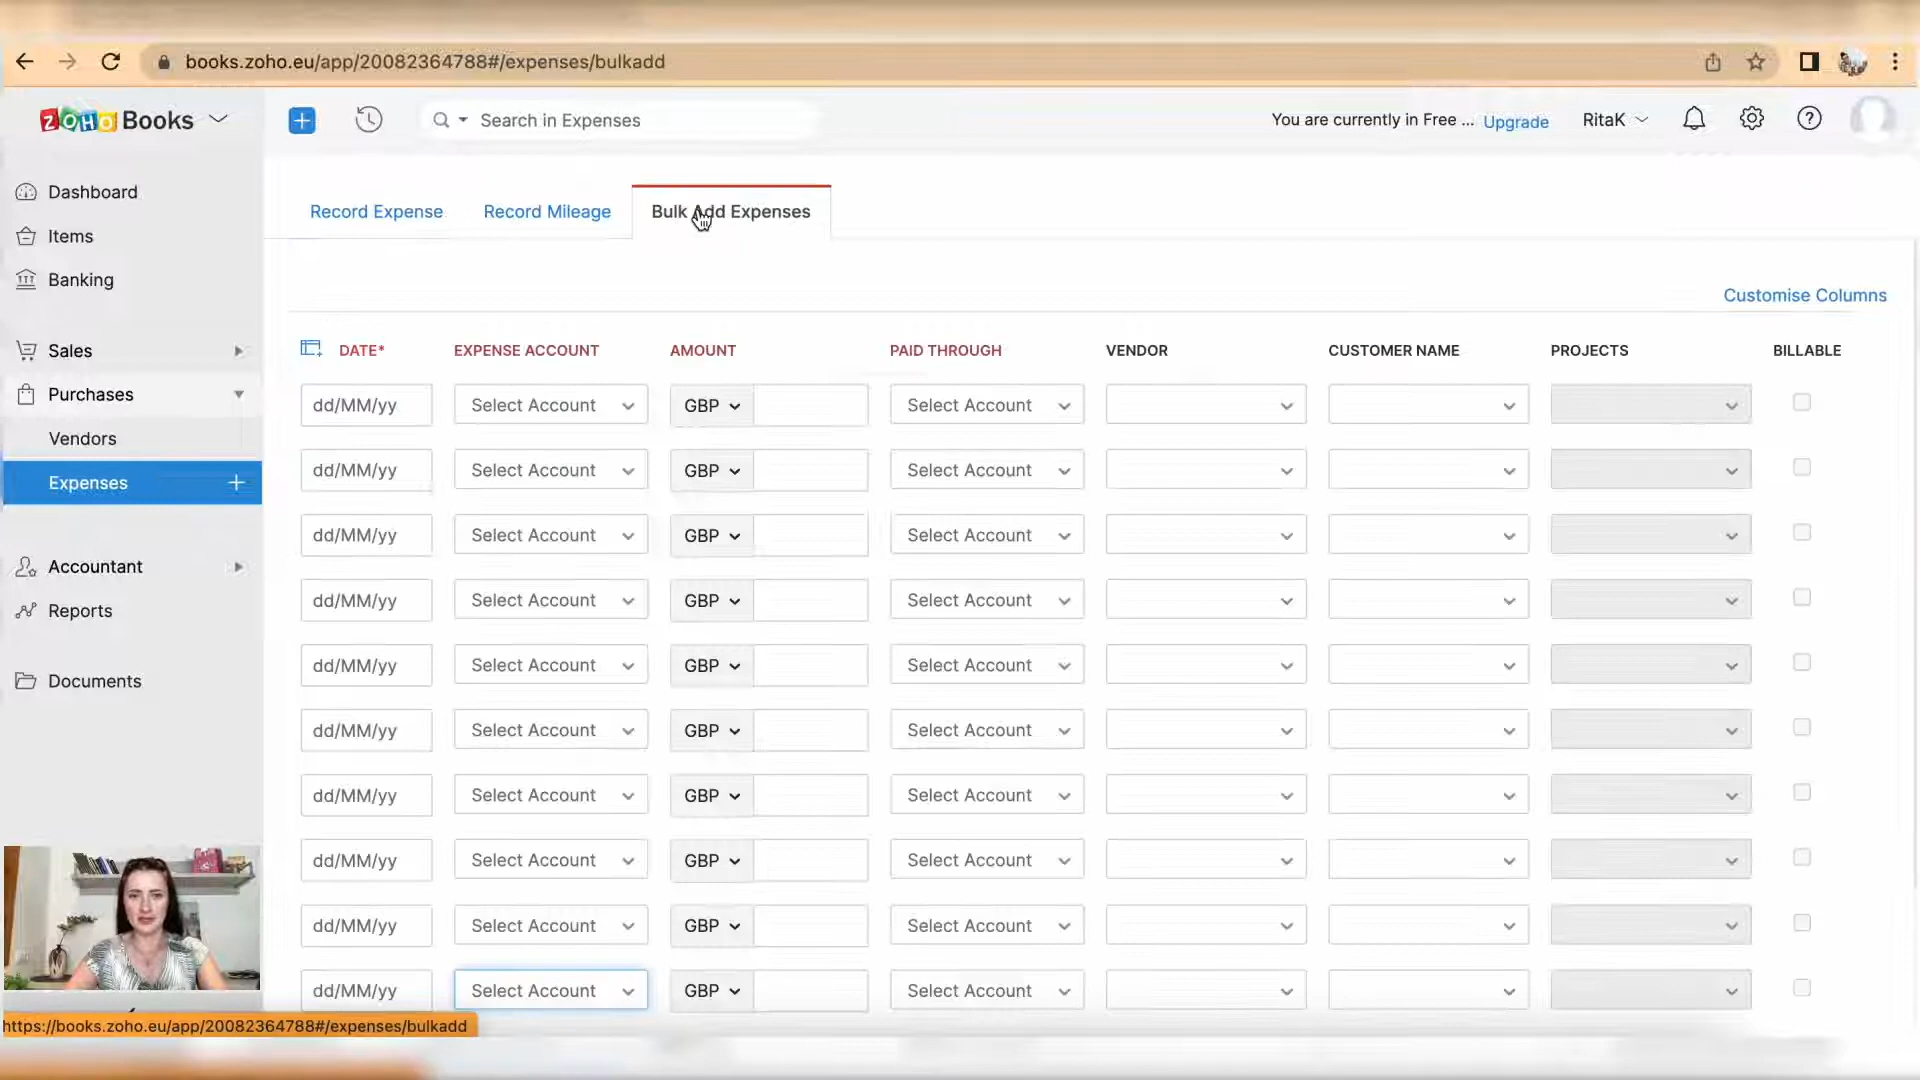 books.zoho.eu/app/20082364788#/expenses/bulkadd
ZOHO Books
Search in Expenses
You are currently in Free ... Upgrade
RitaK
Dashboard
Items
Banking
Sales
Purchases
Vendors
Expenses
Accountant
Reports
Documents
Record Expense
Record Mileage
Bulk Add Expenses
Customise Columns
DATE* EXPENSE ACCOUNT AMOUNT PAID THROUGH VENDOR CUSTOMER NAME PROJECTS BILLABLE
dd/MM/yy Select Account GBP Select Account
dd/MM/yy Select Account GBP Select Account
dd/MM/yy Select Account GBP Select Account
dd/MM/yy Select Account GBP Select Account
dd/MM/yy Select Account GBP Select Account
dd/MM/yy Select Account GBP Select Account
dd/MM/yy Select Account GBP Select Account
dd/MM/yy Select Account GBP Select Account
dd/MM/yy Select Account GBP Select Account
dd/MM/yy Select Account GBP Select Account
https://books.zoho.eu/app/20082364788#/expenses/bulkadd